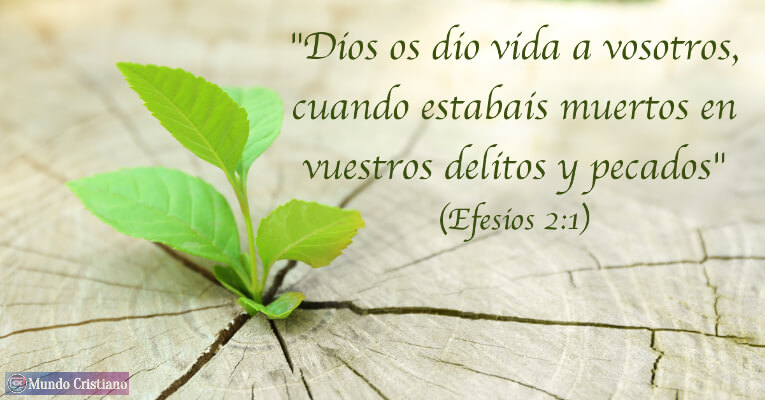 "Dios os dio vida a vosotros,
cuando estabais muertos en
vuestros delitos y pecados"
(Efesios 2:1)
Mundo Cristiano